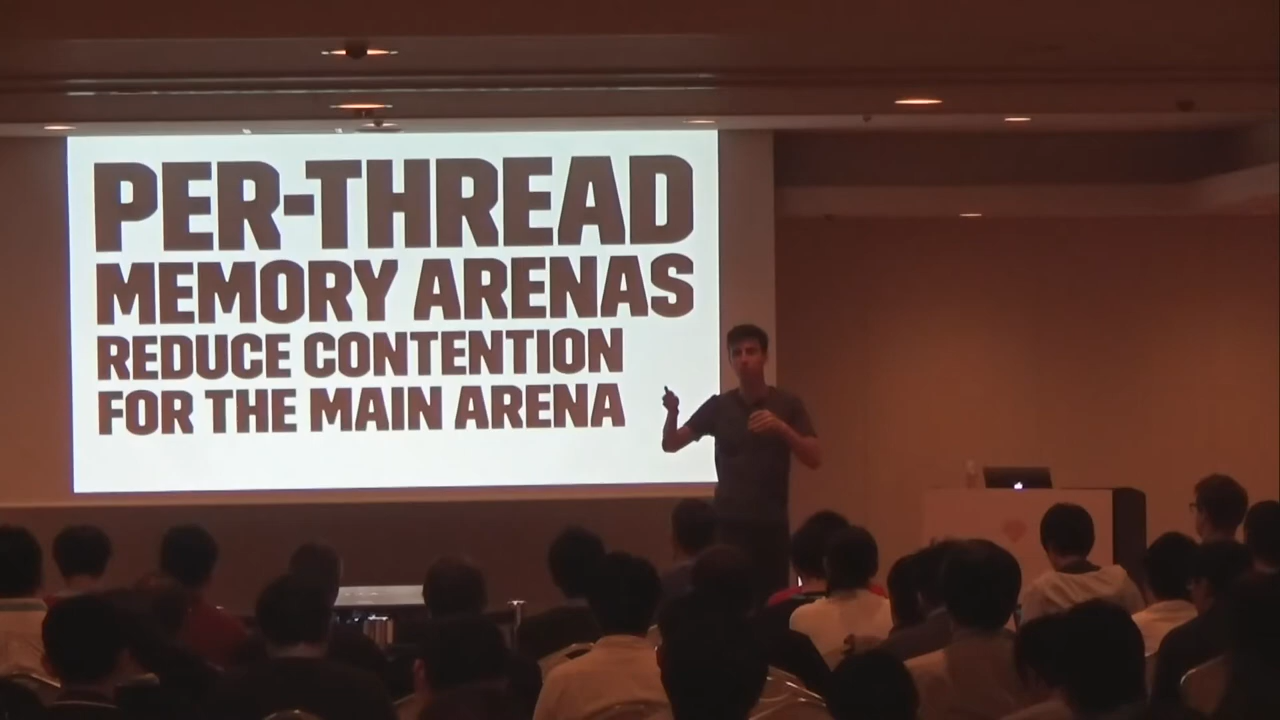 PER-THREAD
MEMORY ARENAS
REDUCE CONTENTION
FOR THE MAIN ARENA